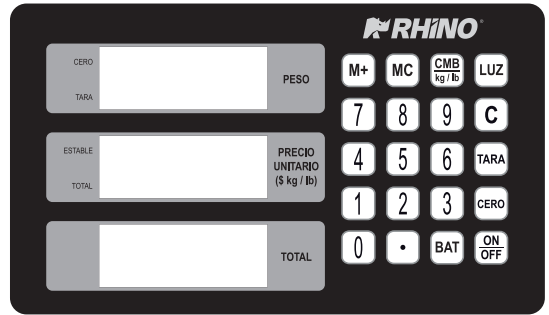 RHINO
CERO
TARA
PESO
ESTABLE
TOTAL
PRECIO
UNITARIO
($ kg / lb)
TOTAL
M+ MC CMB kg / lb LUZ
7 8 9 C
4 5 6 TARA
1 2 3 CERO
0 . BAT ON OFF